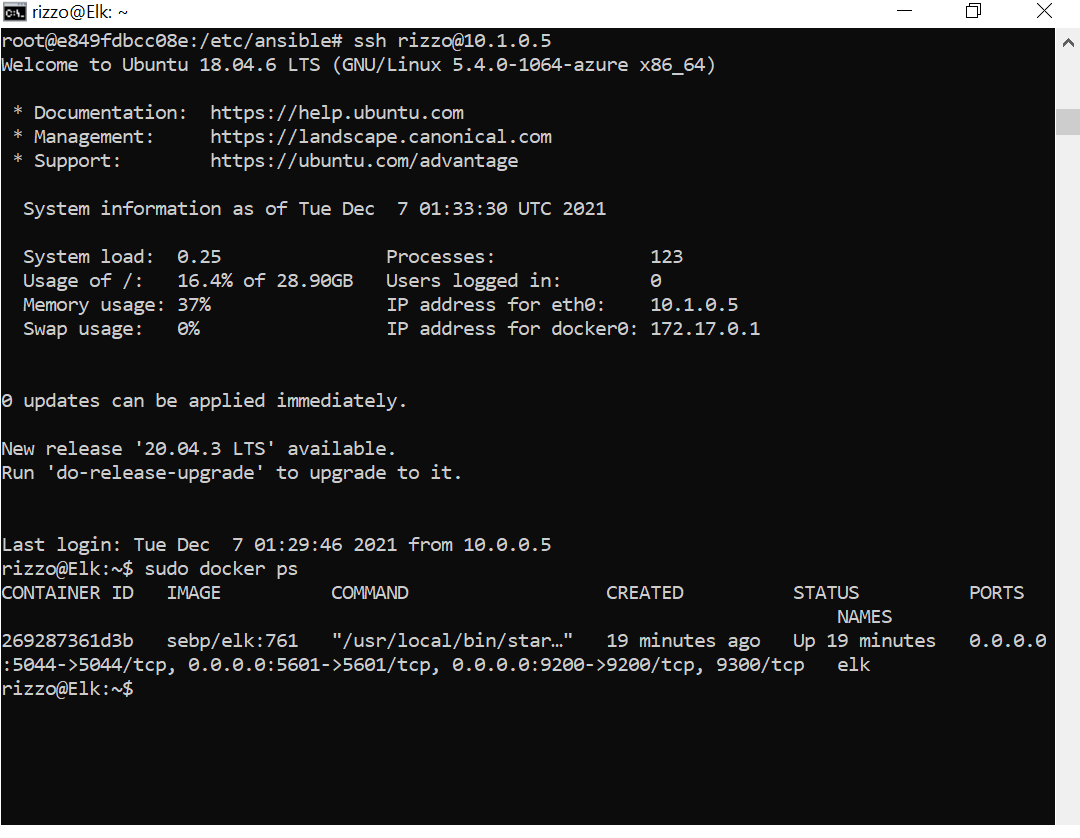 rizzo@Elk: ~
root@e849fdbcc08e:/etc/ansible# ssh rizzo@10.1.0.5
Welcome to Ubuntu 18.04.6 LTS (GNU/Linux 5.4.0-1064-azure x86_64)
* Documentation:  https://help.ubuntu.com
* Management:     https://landscape.canonical.com
* Support:        https://ubuntu.com/advantage
System information as of Tue Dec  7 01:33:30 UTC 2021
System load:  0.25               Processes:              123
Usage of /:   16.4% of 28.90GB   Users logged in:        0
Memory usage: 37%                IP address for eth0:    10.1.0.5
Swap usage:   0%                 IP address for docker0: 172.17.0.1
0 updates can be applied immediately.
New release '20.04.3 LTS' available.
Run 'do-release-upgrade' to upgrade to it.
Last login: Tue Dec  7 01:29:46 2021 from 10.0.0.5
rizzo@Elk:~$ sudo docker ps
CONTAINER ID   IMAGE          COMMAND                  CREATED          STATUS          PORTS
NAMES
269287361d3b   sebp/elk:761   "/usr/local/bin/star…"   19 minutes ago   Up 19 minutes   0.0.0.0
:5044->5044/tcp, 0.0.0.0:5601->5601/tcp, 0.0.0.0:9200->9200/tcp, 9300/tcp   elk
rizzo@Elk:~$